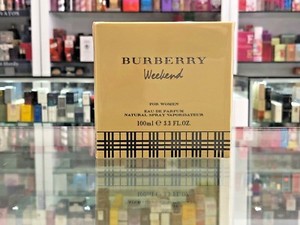 BURBERRY
Weekend
FOR WOMEN
EAU DE PARFUM
NATURAL SPRAY VAPORISATEUR
100ml e 3.3 FL. OZ.